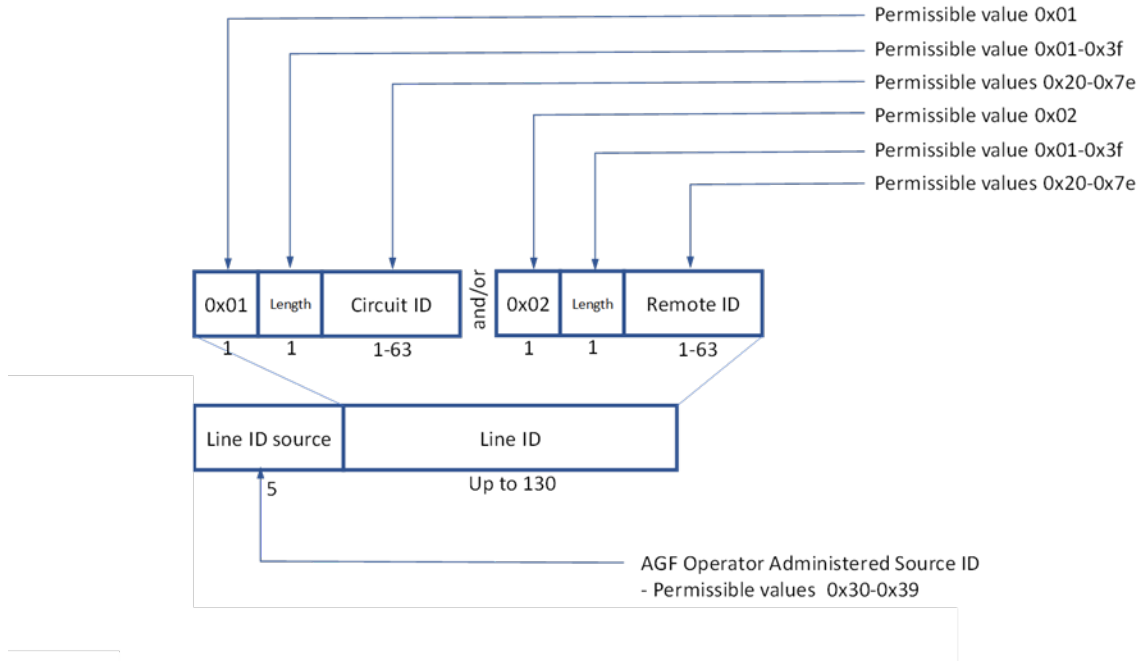 Permissible value 0x01
Permissible value 0x01-0x3f
Permissible values 0x20-0x7e
Permissible value 0x02
Permissible value 0x01-0x3f
Permissible values 0x20-0x7e
0x01 Length Circuit ID and/or 0x02 Length Remote ID
1 1 1-63 1 1 1-63
Line ID source Line ID
5 Up to 130
AGF Operator Administered Source ID
- Permissible values 0x30-0x39